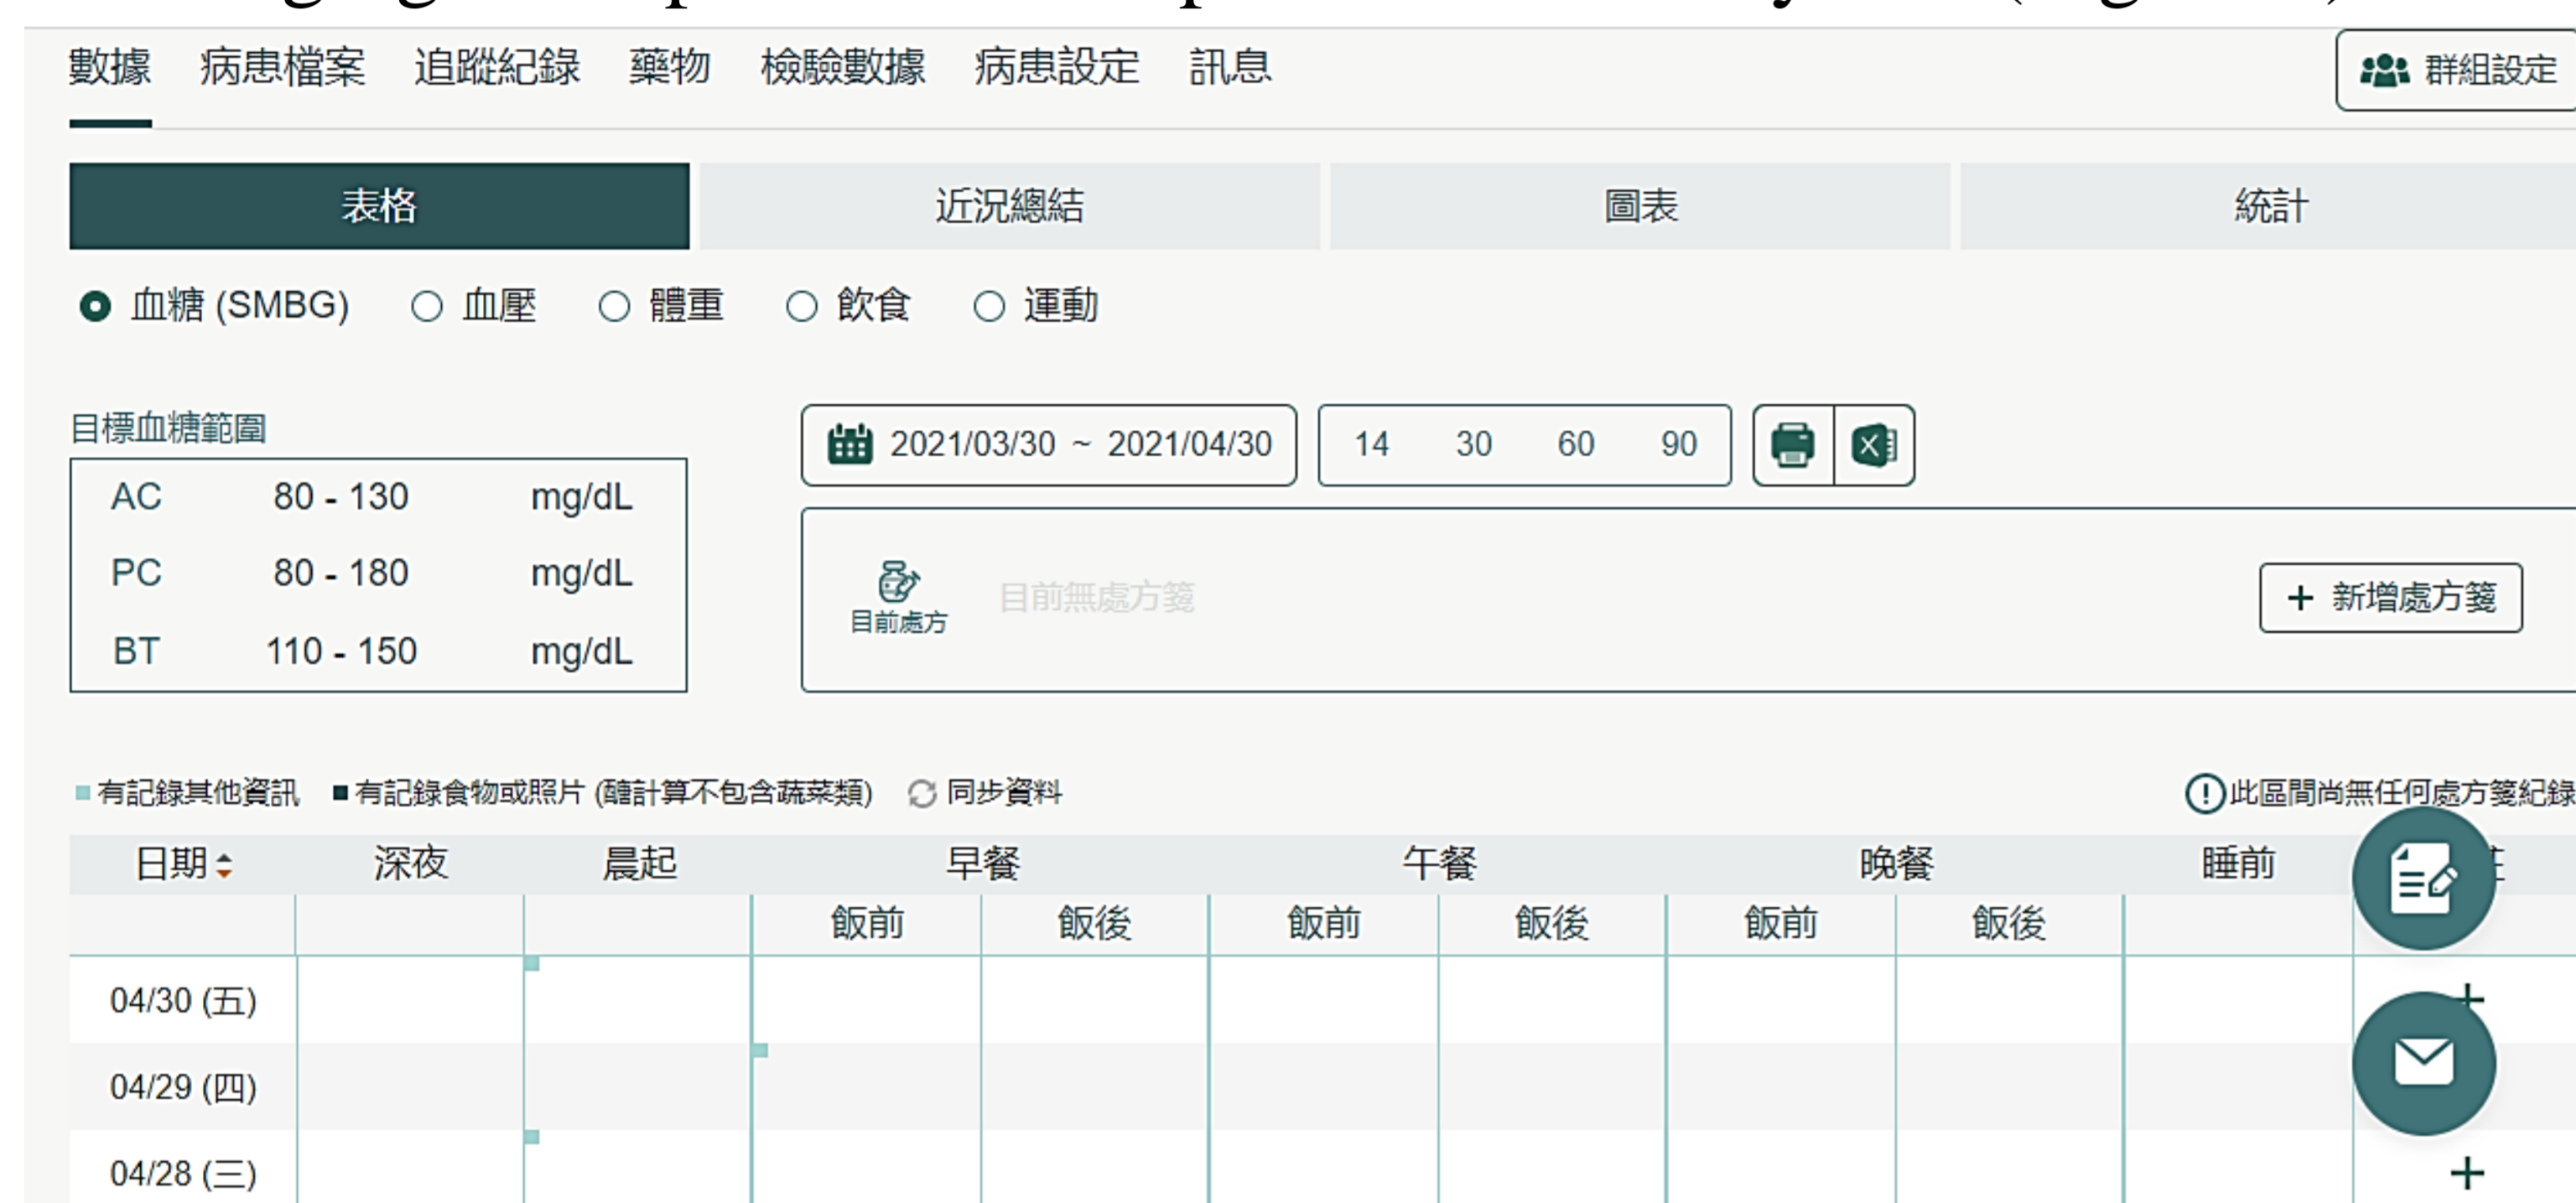 數據 病患檔案 追蹤紀錄 藥物 檢驗數據 病患設定 訊息 群組設定
表格 近況總結 圖表 統計
血糖 (SMBG) 血壓 體重 飲食 運動
目標血糖範圍
2021/03/30 ~ 2021/04/30 14 30 60 90
AC 80 - 130 mg/dL
PC 80 - 180 mg/dL
BT 110 - 150 mg/dL
目前處方 目前無處方箋 + 新增處方箋
有記錄其他資訊 有記錄食物或照片 (醣計算不包含蔬菜類) 同步資料 此區間尚無任何處方箋紀錄
日期 深夜 晨起 早餐 午餐 晚餐 睡前
飯前 飯後 飯前 飯後 飯前 飯後
04/30 (五) +
04/29 (四)
04/28 (三) +